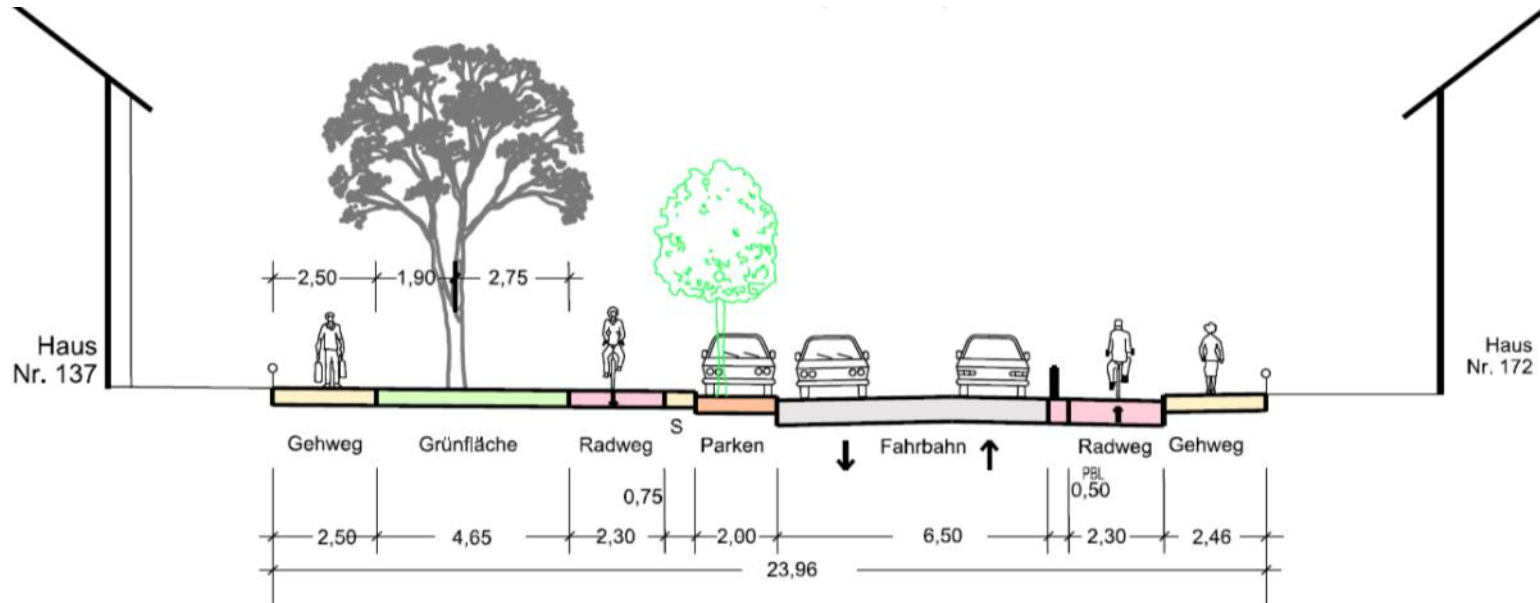 2,50 1,90 2,75
Haus
Nr. 137
Haus
Nr. 172
S
Gehweg Grünfläche Radweg Parken Fahrbahn Radweg Gehweg
PBL
0,75 0,50
2,50 4,65 2,30 2,00 6,50 2,30 2,46
23,96